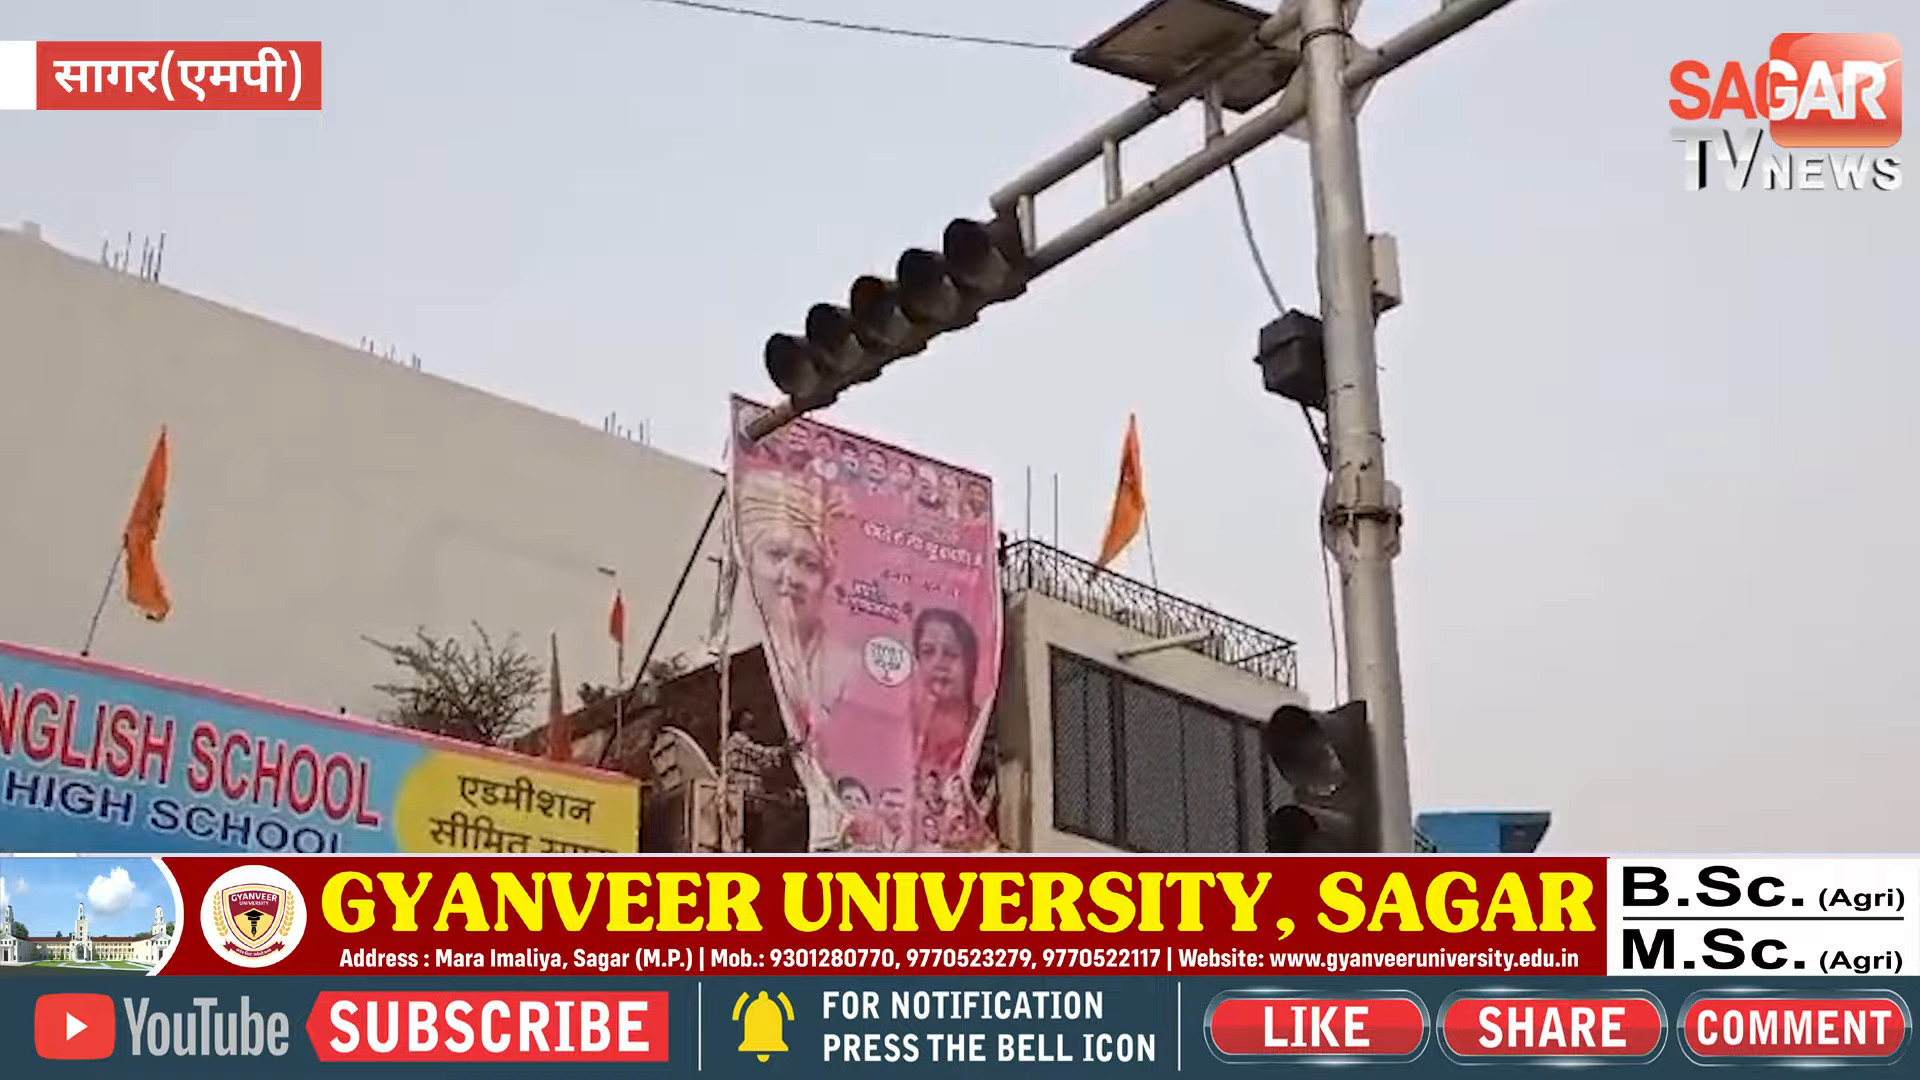 सागर(एमपी)
SAGAR
TV NEWS
NGLISH SCHOOL
HIGH SCHOOL
एडमीशन
सीमित
GYANVEER
UNIVERSITY
GYANVEER UNIVERSITY, SAGAR
Address : Mara Imaliya, Sagar (M.P.) | Mob.: 9301280770, 9770523279, 9770522117 | Website: www.gyanveeruniversity.edu.in
B.Sc. (Agri)
M.Sc. (Agri)
YouTube
SUBSCRIBE
FOR NOTIFICATION
PRESS THE BELL ICON
LIKE
SHARE
COMMENT